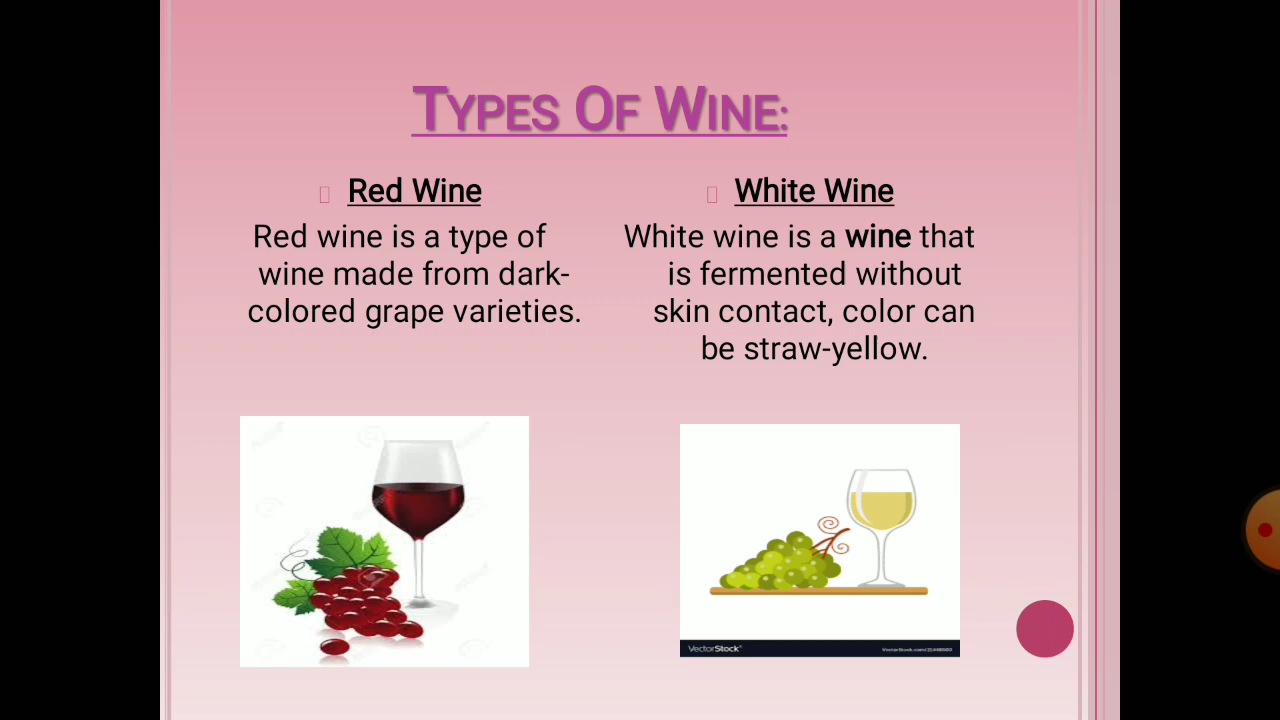 TYPES OF WINE:
Red Wine
Red wine is a type of
wine made from dark-
colored grape varieties.
White Wine
White wine is a wine that
is fermented without
skin contact, color can
be straw-yellow.
VectorStock®